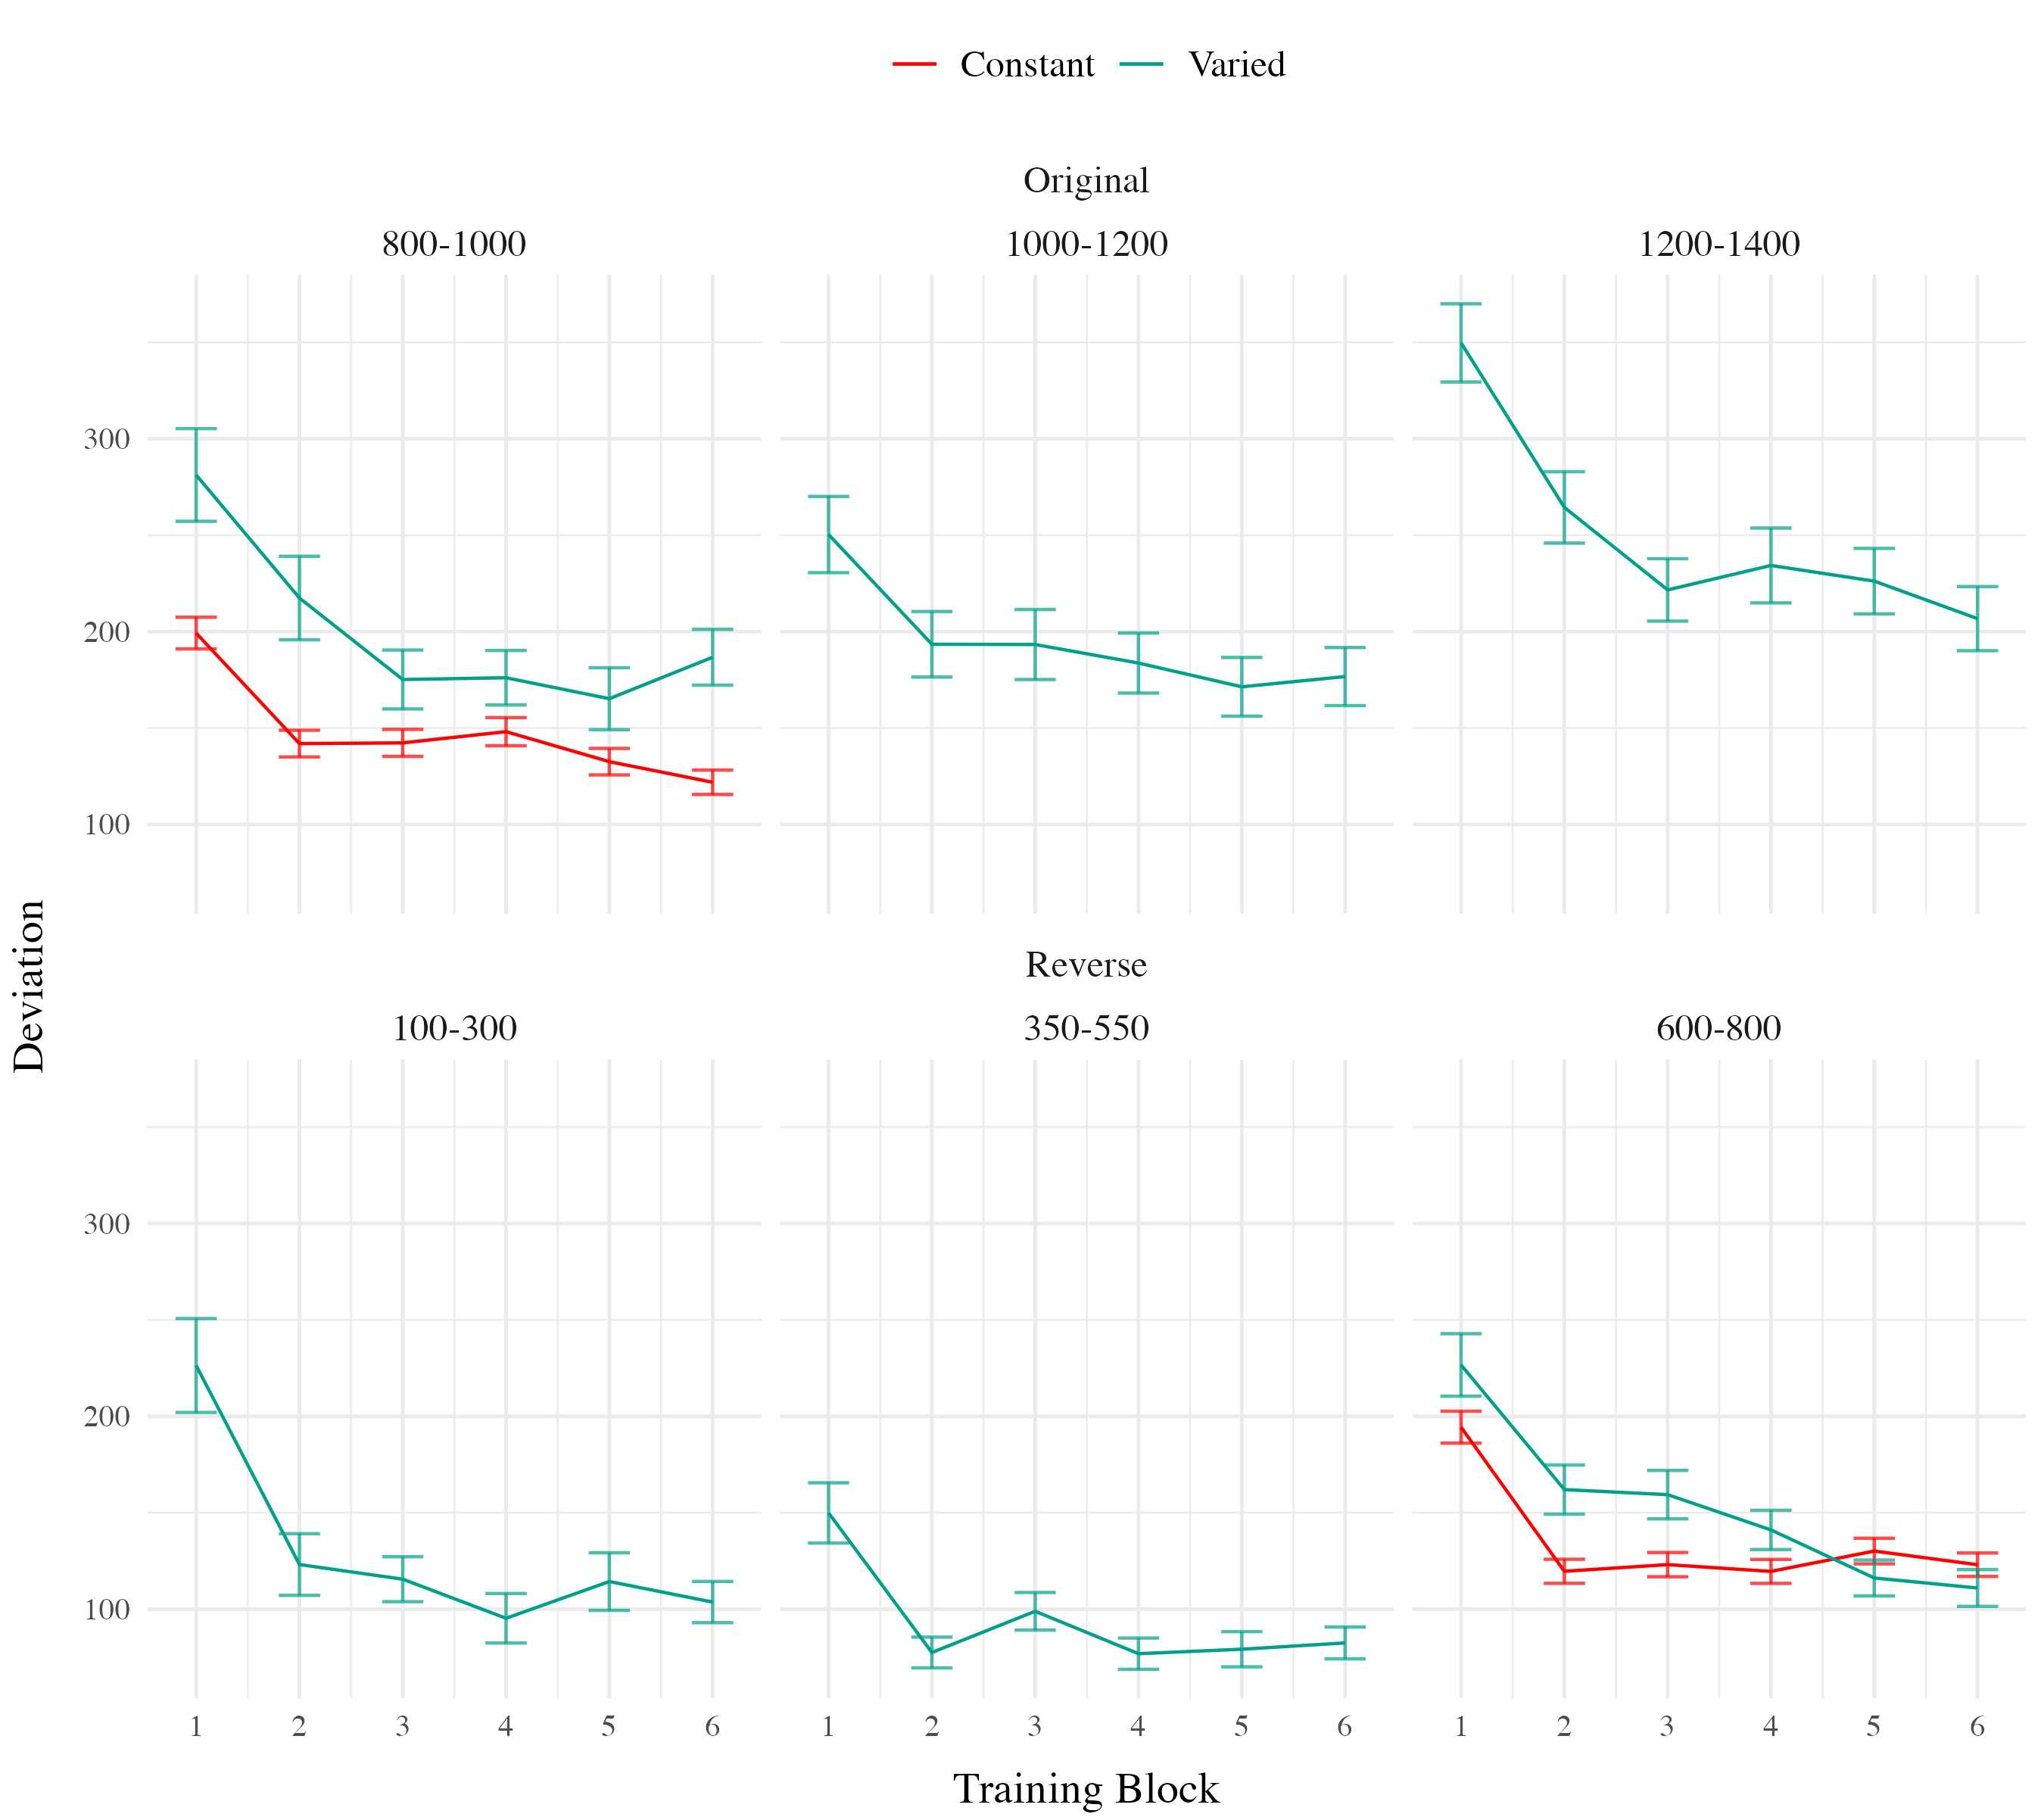 Constant Varied
Original
800-1000 1000-1200 1200-1400
300
200
100
Deviation
Reverse
100-300 350-550 600-800
300
200
100
1 2 3 4 5 6 1 2 3 4 5 6 1 2 3 4 5 6
Training Block